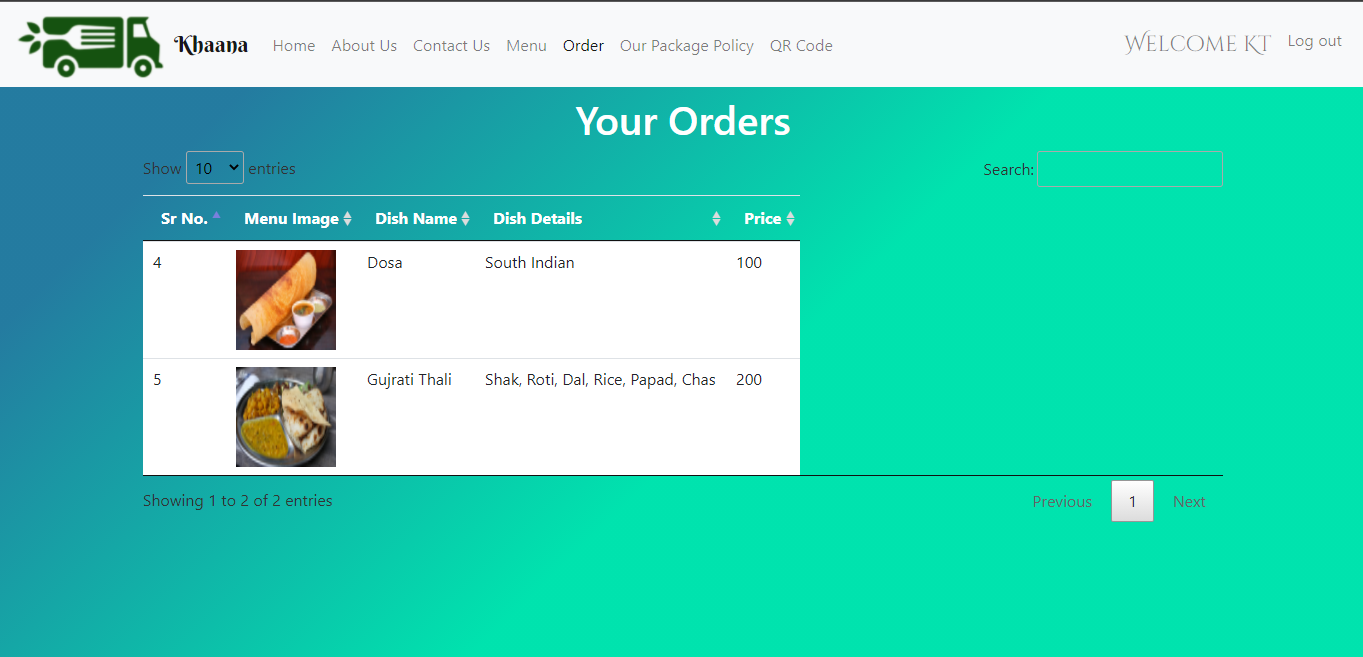 Khaana Home About Us Contact Us Menu Order Our Package Policy QR Code Welcome KT Log out
Your Orders
Show 10 entries Search:
Sr No. Menu Image Dish Name Dish Details Price
4 Dosa South Indian 100
5 Gujrati Thali Shak, Roti, Dal, Rice, Papad, Chas 200
Showing 1 to 2 of 2 entries Previous 1 Next